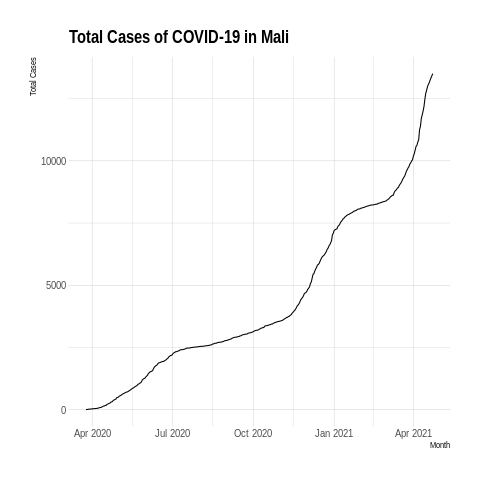 Total Cases of COVID-19 in Mali
Total Cases
10000
5000
0
Apr 2020 Jul 2020 Oct 2020 Jan 2021 Apr 2021
Month